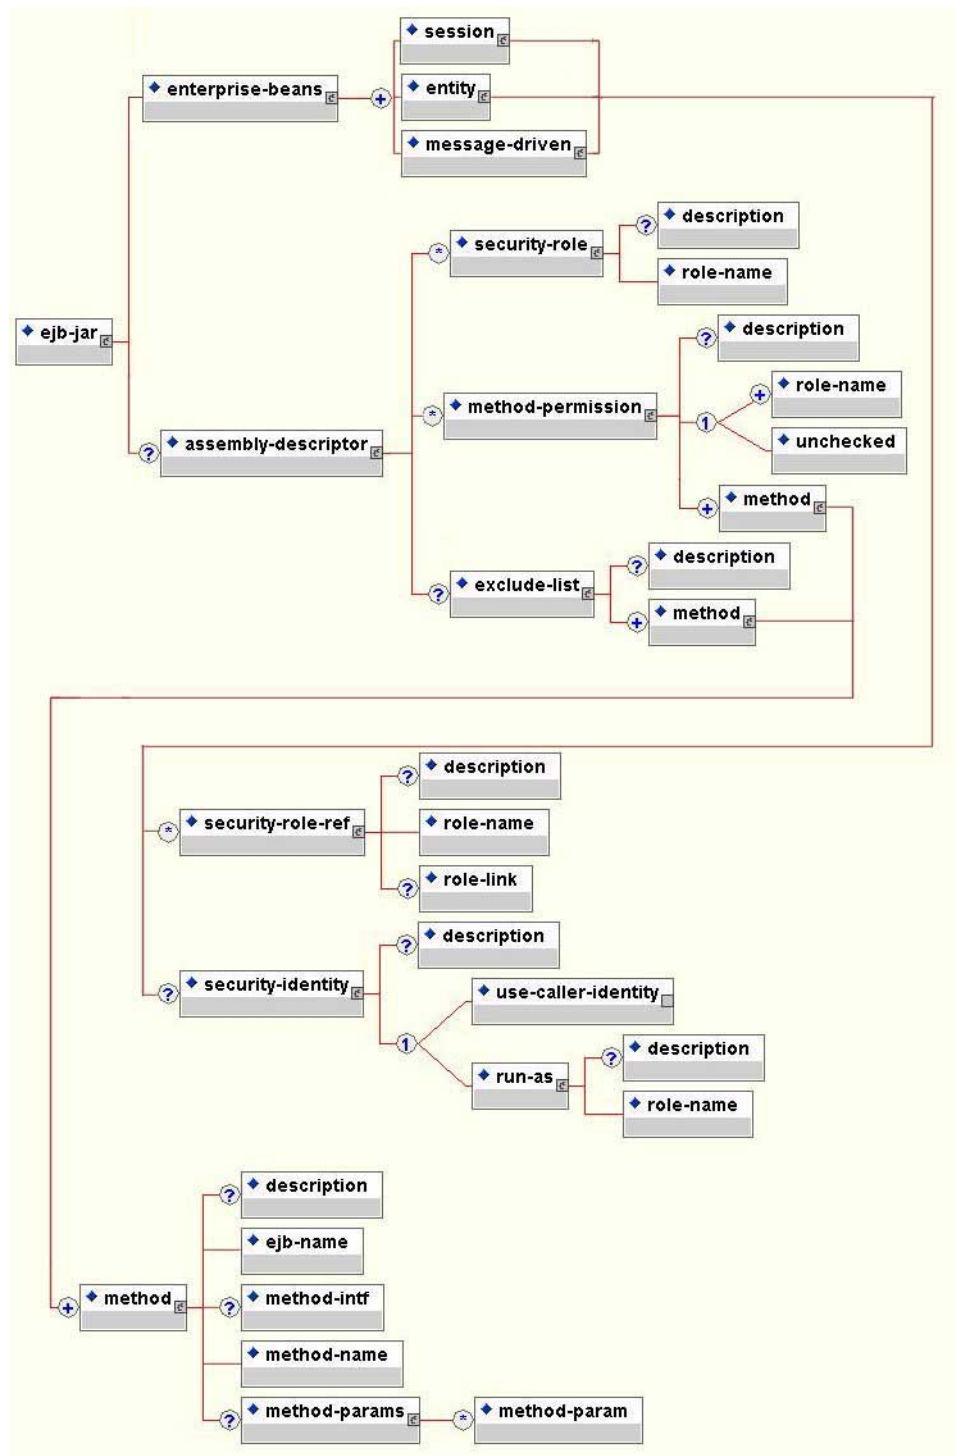 session
enterprise-beans
+
entity
message-driven
description
?
security-role
*
role-name
ejb-jar
description
?
role-name
+
method-permission
*
1
unchecked
assembly-descriptor
?
method
+
description
?
exclude-list
?
method
+
description
?
security-role-ref
*
role-name
role-link
?
description
?
security-identity
?
use-caller-identity
1
description
?
run-as
role-name
description
?
ejb-name
method
+
method-intf
?
method-name
method-params
?
method-param
*